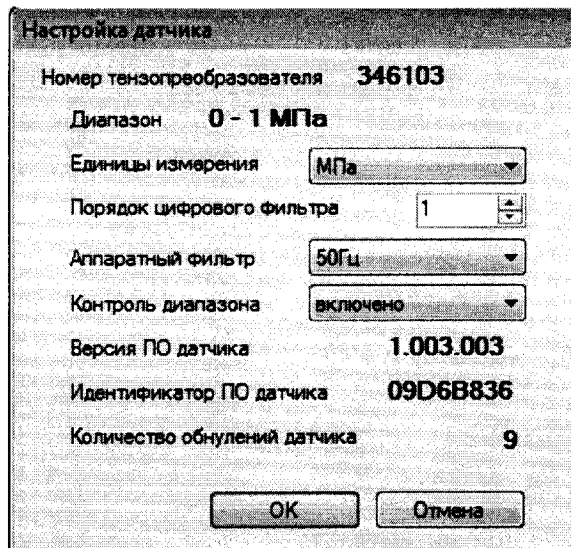 Настройка датчика
Номер тензопреобразователя 346103
Диапазон 0 - 1 МПа
Единицы измерения МПа
Порядок цифрового фильтра 1
Аппаратный фильтр 50Гц
Контроль диапазона включено
Версия ПО датчика 1.003.003
Идентификатор ПО датчика 09D6B836
Количество обнулений датчика 9
OK Отмена